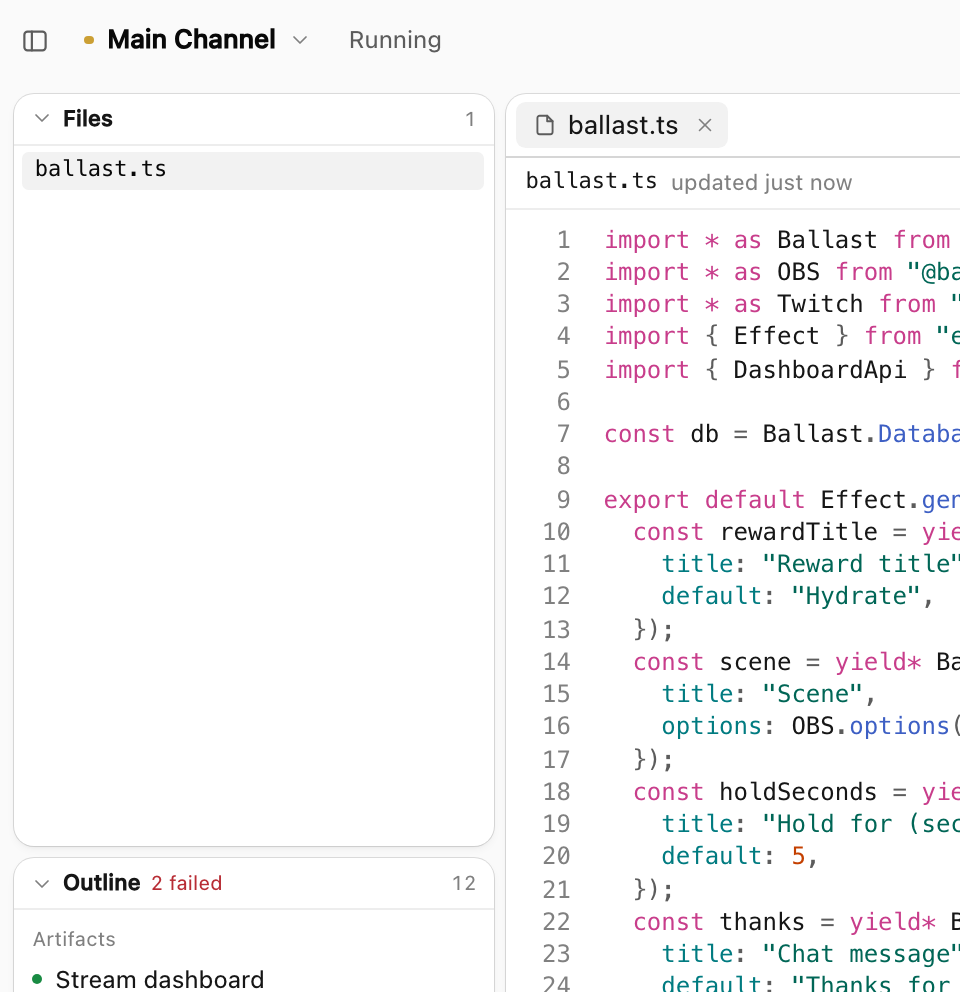 Main Channel Running
Files 1
ballast.ts
ballast.ts
ballast.ts updated just now
1 import * as Ballast from
2 import * as OBS from "@ba
3 import * as Twitch from "
4 import { Effect } from "e
5 import { DashboardApi } f
6
7 const db = Ballast.Databa
8
9 export default Effect.gen
10 const rewardTitle = yie
11 title: "Reward title"
12 default: "Hydrate",
13 });
14 const scene = yield* Ba
15 title: "Scene",
16 options: OBS.options(
17 });
18 const holdSeconds = yie
19 title: "Hold for (sec
20 default: 5,
21 });
22 const thanks = yield* B
23 title: "Chat message"
24 default: "Thanks for
Outline 2 failed 12
Artifacts
Stream dashboard